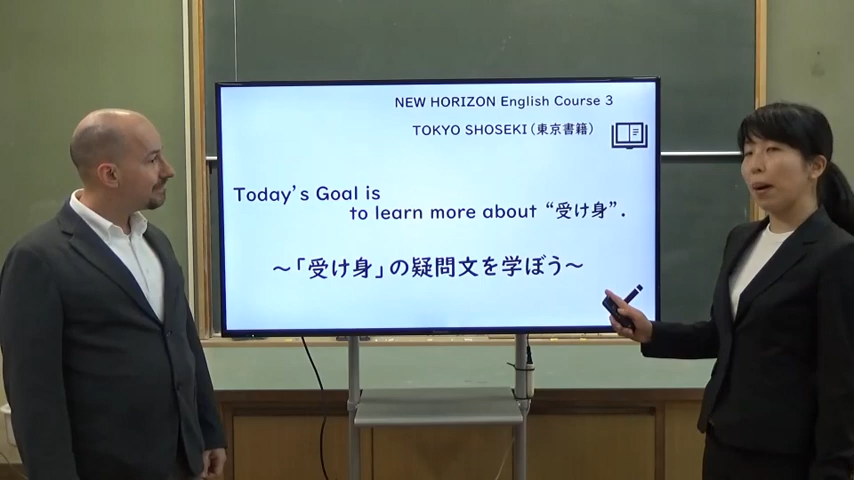 NEW HORIZON English Course 3
TOKYO SHOSEKI（東京書籍）
Today's Goal is
to learn more about “受け身”.
～「受け身」の疑問文を学ぼう～